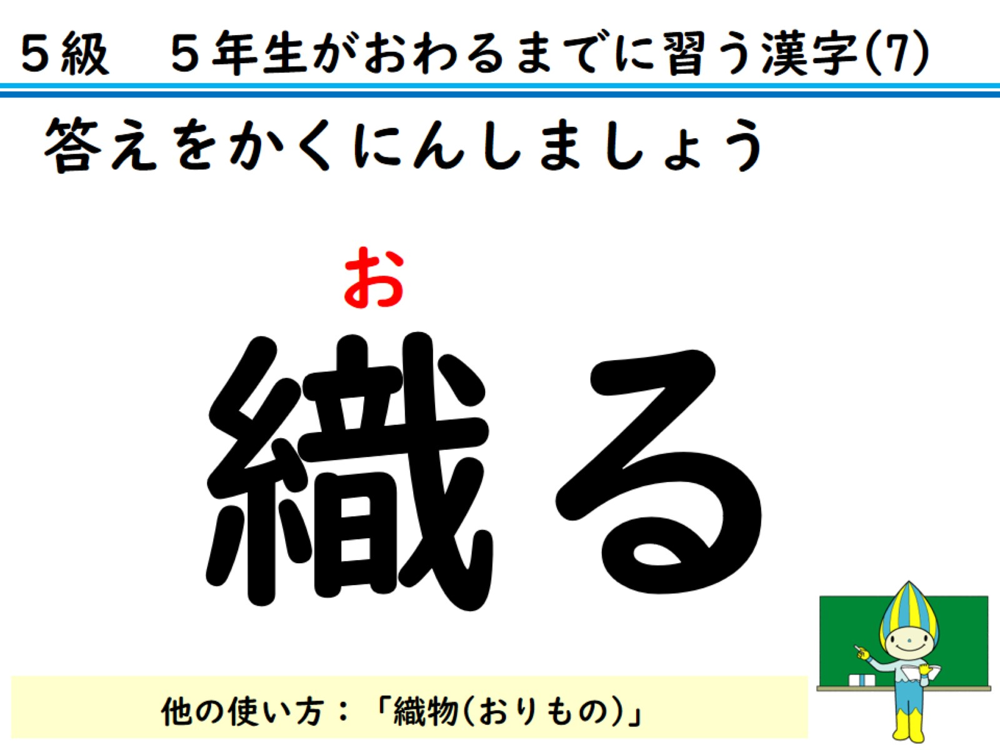 ５級　５年生がおわるまでに習う漢字(7)
答えをかくにんしましょう
お
織る
他の使い方：「織物(おりもの)」